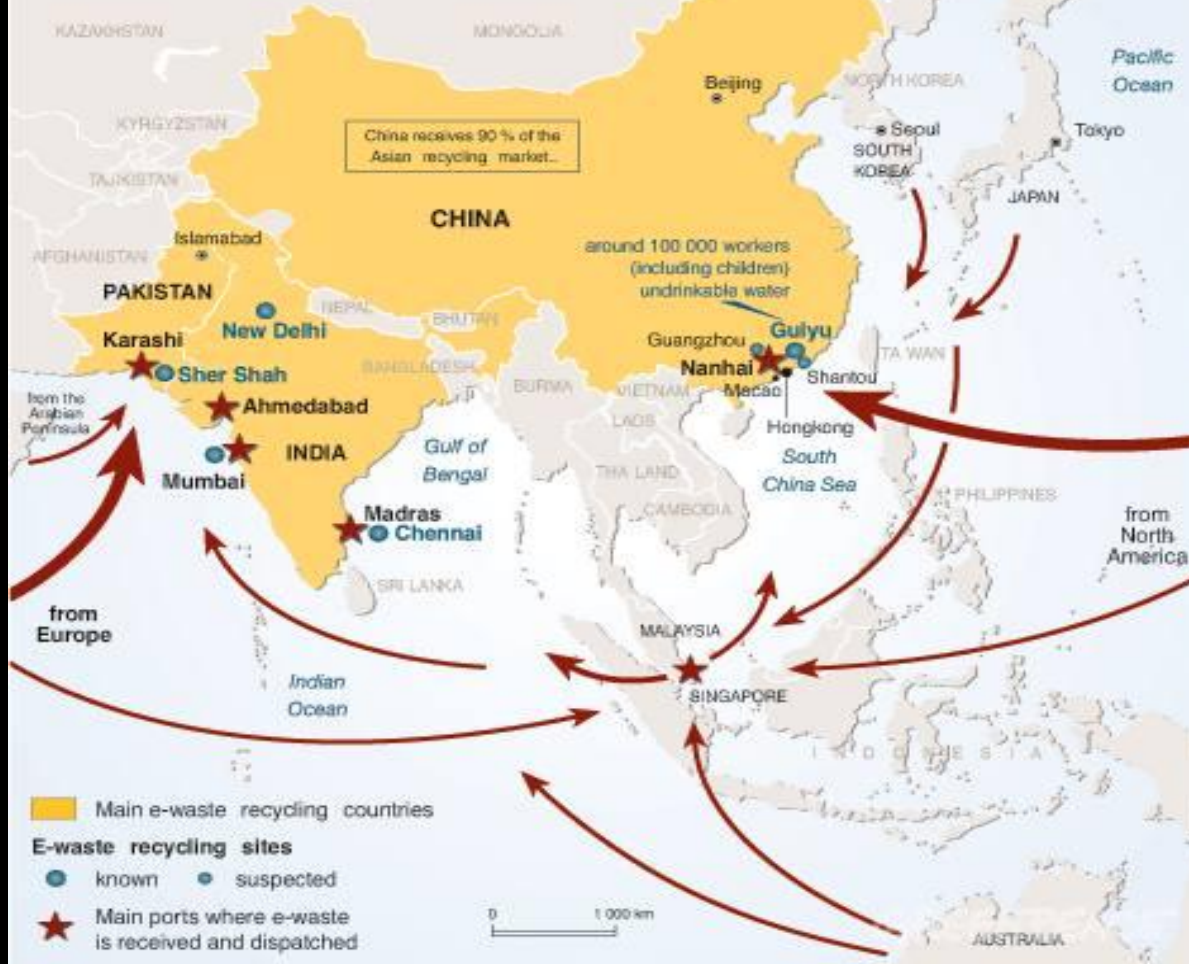 KAZAKHSTAN
MONGOLIA
Pacific
Ocean
Beijing
NORTH KOREA
KYRGYZSTAN
China receives 90 % of the
Asian recycling market...
Seoul
SOUTH
KOREA
Tokyo
TAJIKISTAN
JAPAN
CHINA
Islamabad
AFGHANISTAN
around 100 000 workers
(including children)
undrinkable water
PAKISTAN
NEPAL
BHUTAN
New Delhi
Karashi
Guiyu
Guangzhou
TA WAN
BANGLADESH
Nanhai
Sher Shah
Shantou
BURMA
VIETNAM
Macao
from the
Arabian
Peninsula
Ahmedabad
LAOS
Hongkong
INDIA
Gulf of
Bengal
South
China Sea
THA LAND
Mumbai
PHILIPPINES
CAMBODIA
Madras
Chennai
from
North
America
SRI LANKA
from
Europe
MALAYSIA
SINGAPORE
Indian
Ocean
INDONESIA
Main e-waste recycling countries
E-waste recycling sites
known
suspected
Main ports where e-waste
is received and dispatched
0
1 000 km
AUSTRALIA